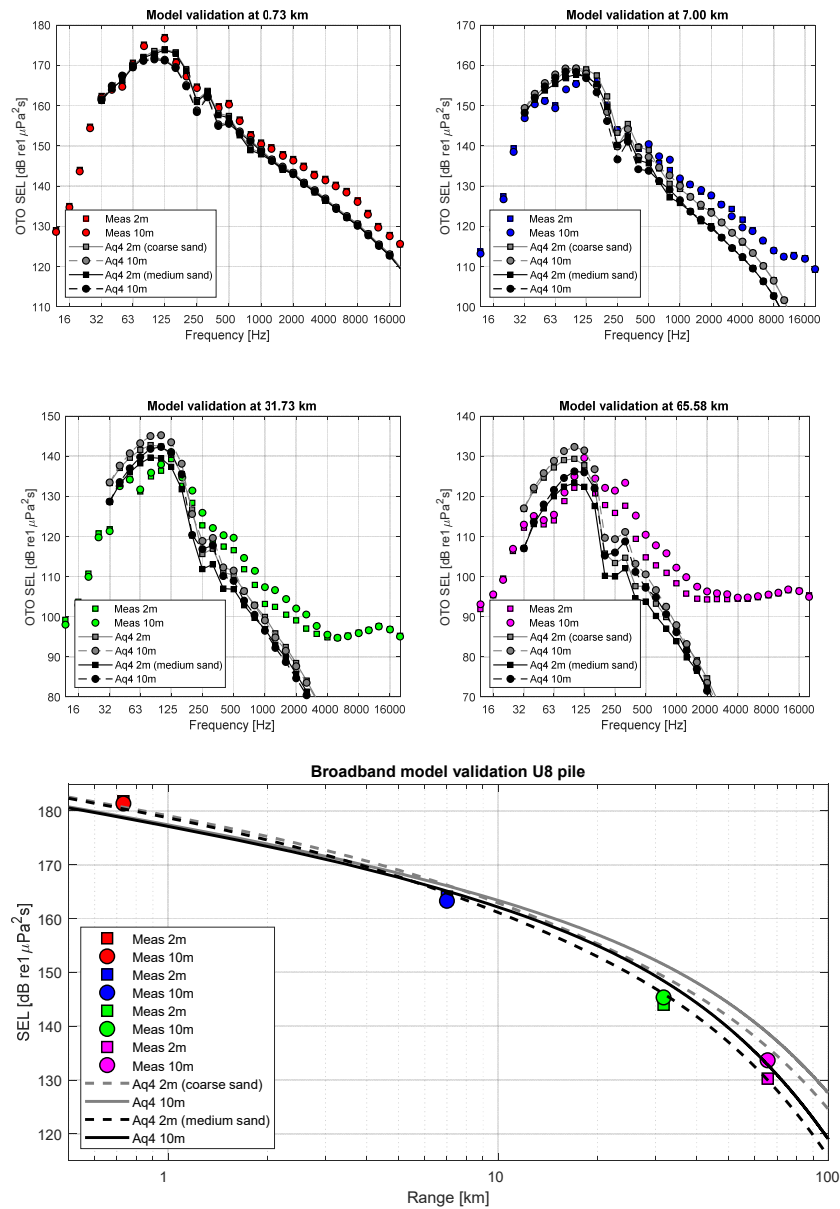 Model validation at 0.73 km
OTO SEL [dB re1 μPa²s]
180
170
160
150
140
130
120
110
Meas 2m
Meas 10m
Aq4 2m (coarse sand)
Aq4 10m
Aq4 2m (medium sand)
Aq4 10m
16 32 63 125 250 500 1000 2000 4000 8000 16000
Frequency [Hz]
Model validation at 7.00 km
OTO SEL [dB re1 μPa²s]
170
160
150
140
130
120
110
100
Meas 2m
Meas 10m
Aq4 2m (coarse sand)
Aq4 10m
Aq4 2m (medium sand)
Aq4 10m
16 32 63 125 250 500 1000 2000 4000 8000 16000
Frequency [Hz]
Model validation at 31.73 km
OTO SEL [dB re1 μPa²s]
150
140
130
120
110
100
90
80
Meas 2m
Meas 10m
Aq4 2m
Aq4 10m
Aq4 2m (medium sand)
Aq4 10m
16 32 63 125 250 500 1000 2000 4000 8000 16000
Frequency [Hz]
Model validation at 65.58 km
OTO SEL [dB re1 μPa²s]
140
130
120
110
100
90
80
70
Meas 2m
Meas 10m
Aq4 2m (coarse sand)
Aq4 10m
Aq4 2m (medium sand)
Aq4 10m
16 32 63 125 250 500 1000 2000 4000 8000 16000
Frequency [Hz]
Broadband model validation U8 pile
SEL [dB re1 μPa²s]
180
170
160
150
140
130
120
Meas 2m
Meas 10m
Meas 2m
Meas 10m
Meas 2m
Meas 10m
Meas 2m
Meas 10m
Aq4 2m (coarse sand)
Aq4 10m
Aq4 2m (medium sand)
Aq4 10m
1 10 100
Range [km]